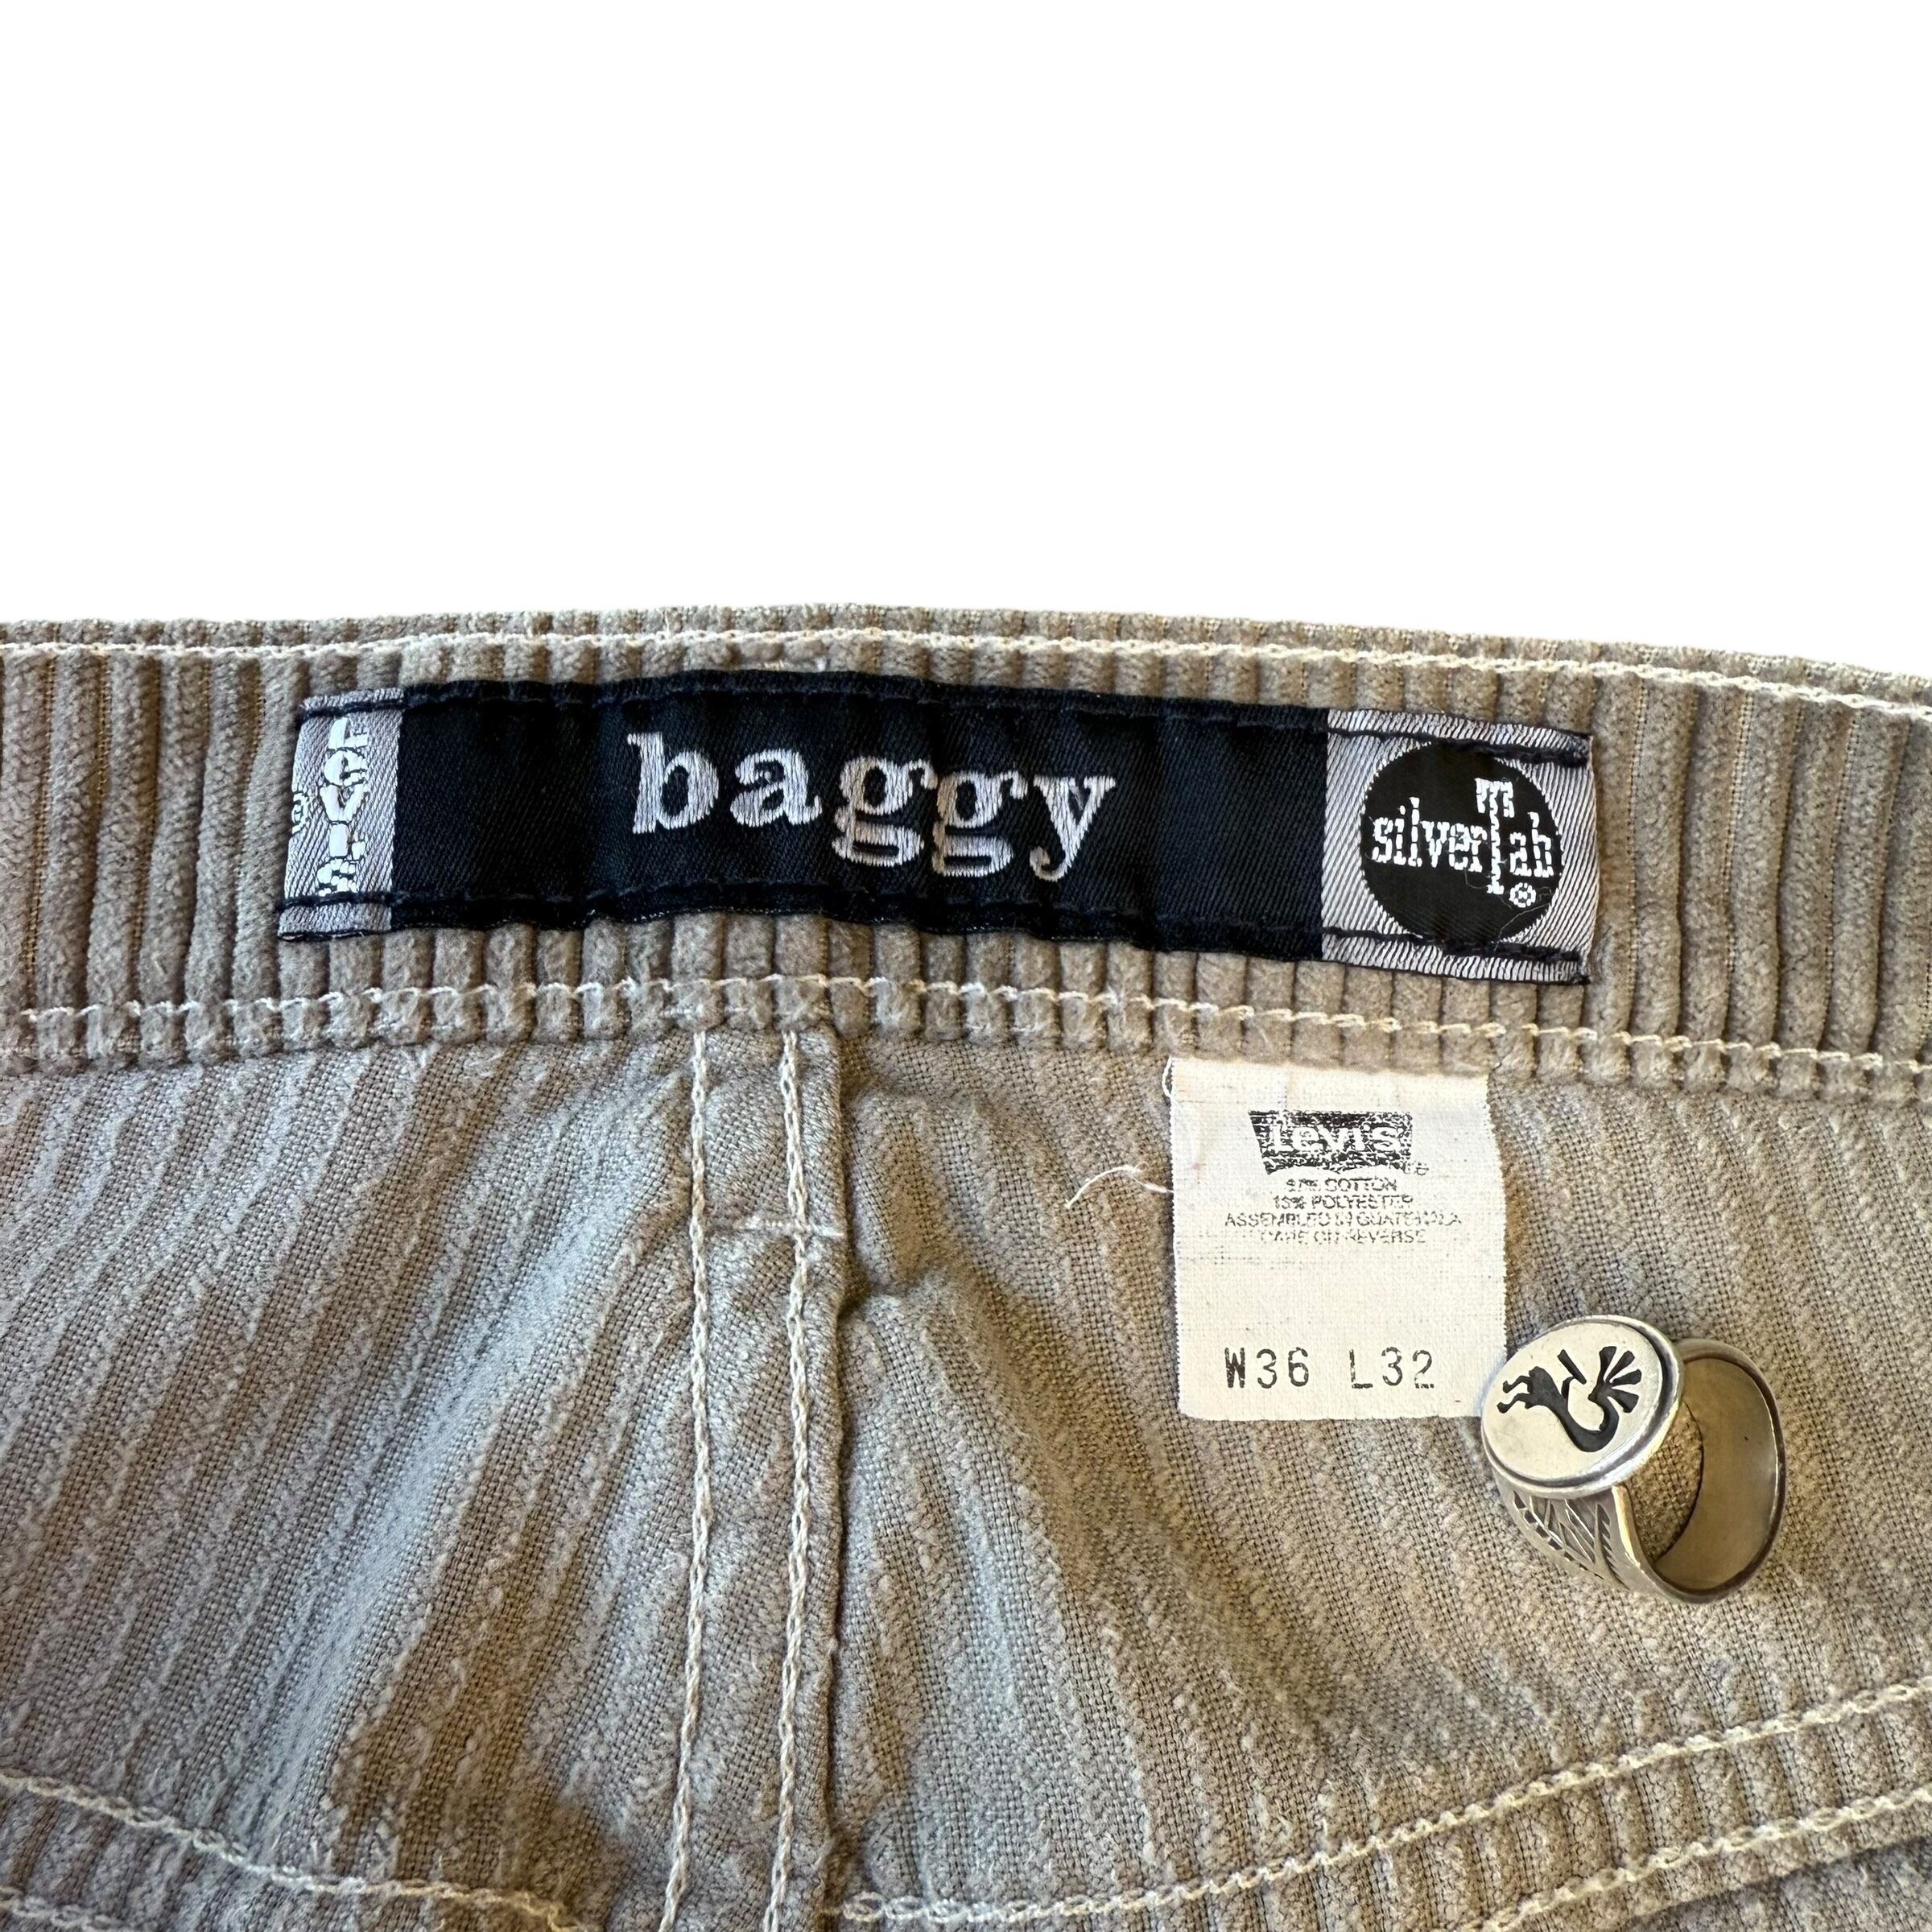 LEVI'S
®
baggy
silverTab
®
Levi's
®
COTTON
POLYESTER
ASSEMBLED IN GUATEMALA
CARE ON REVERSE
W36 L32